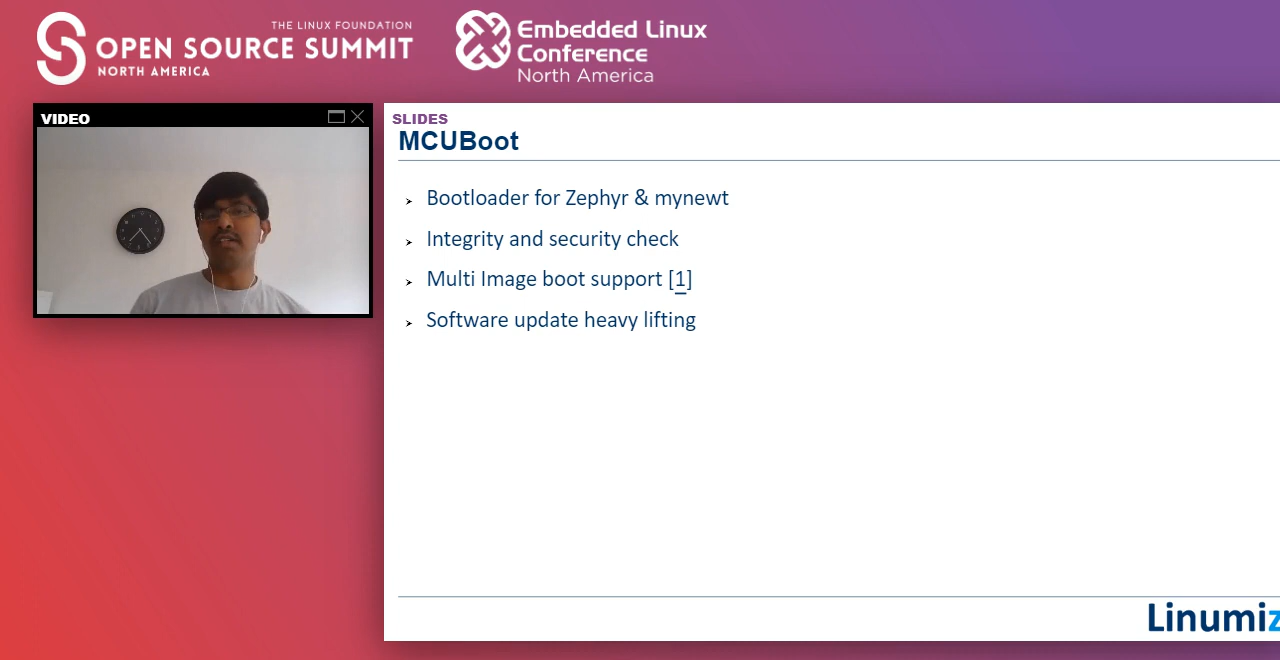 THE LINUX FOUNDATION
OPEN SOURCE SUMMIT
NORTH AMERICA
Embedded Linux
Conference
North America
VIDEO
SLIDES
MCUBoot
Bootloader for Zephyr & mynewt
Integrity and security check
Multi Image boot support [1]
Software update heavy lifting
Linumiz